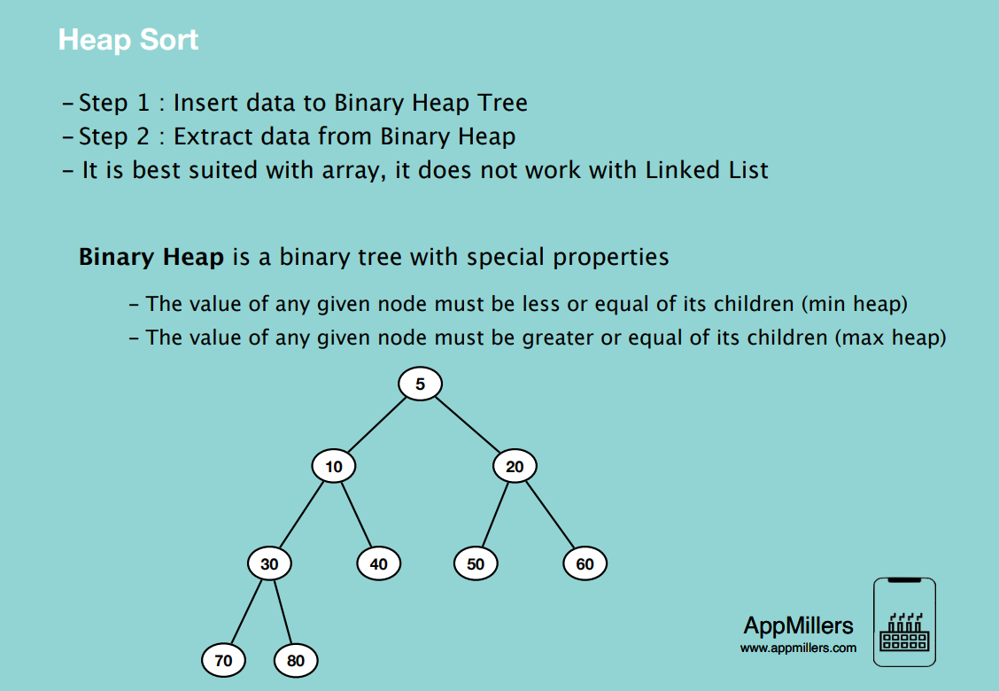 Heap Sort
– Step 1 : Insert data to Binary Heap Tree
– Step 2 : Extract data from Binary Heap
– It is best suited with array, it does not work with Linked List
Binary Heap is a binary tree with special properties
– The value of any given node must be less or equal of its children (min heap)
– The value of any given node must be greater or equal of its children (max heap)
5
10 20
30 40 50 60
70 80
AppMillers
www.appmillers.com